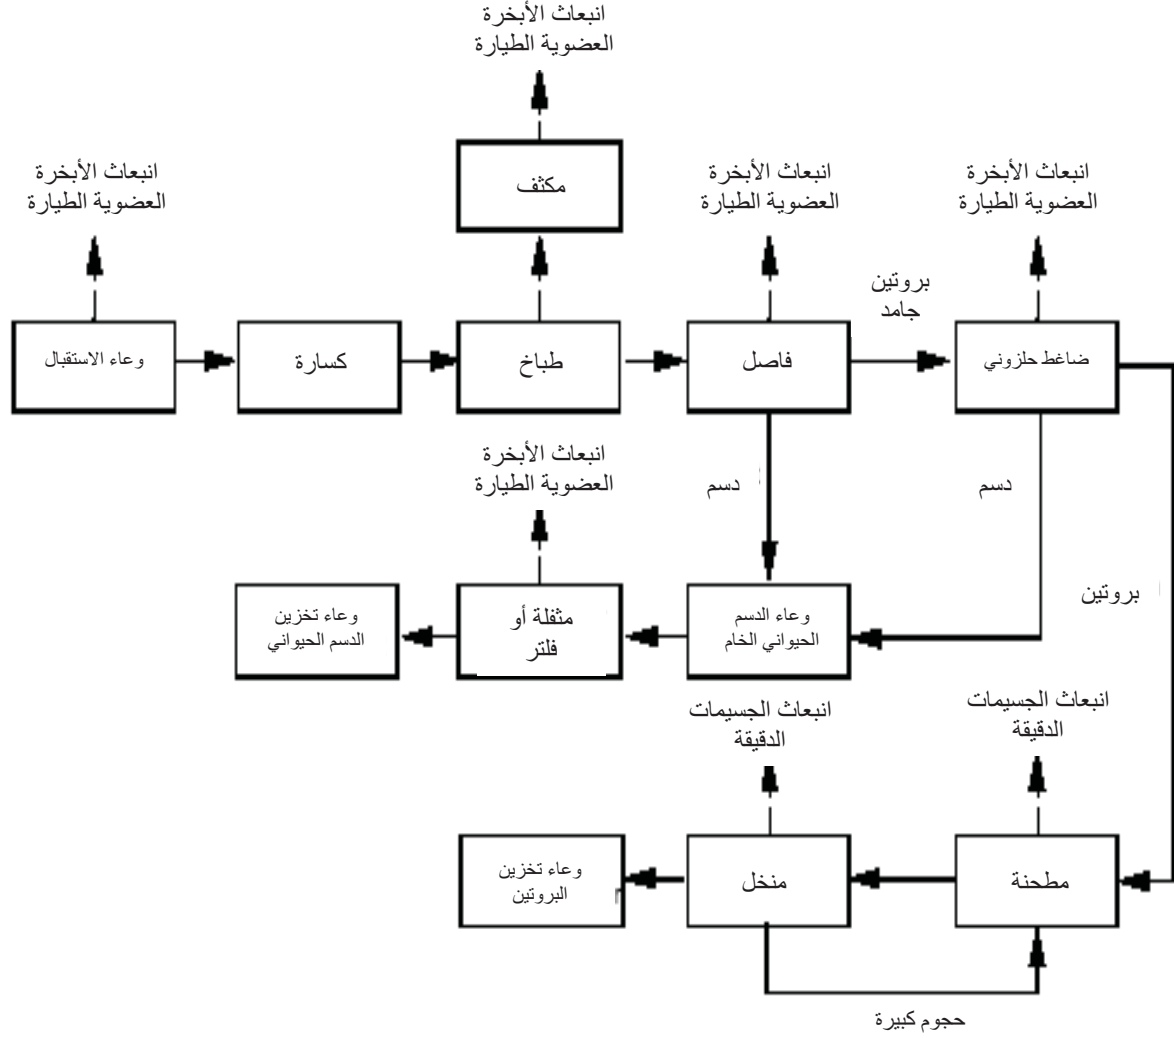 انبعاث الأبخرة
العضوية الطيارة
مكثف
انبعاث الأبخرة
العضوية الطيارة
انبعاث الأبخرة
العضوية الطيارة
انبعاث الأبخرة
العضوية الطيارة
وعاء الاستقبال
كسارة
طباخ
فاصل
بروتين
جامد
ضاغط حلزوني
انبعاث الأبخرة
العضوية الطيارة
دسم
دسم
بروتين
وعاء تخزين
الدسم الحيواني
مثفلة أو
فلتر
وعاء الدسم
الحيواني الخام
انبعاث الجسيمات
الدقيقة
انبعاث الجسيمات
الدقيقة
وعاء تخزين
البروتين
منخل
مطحنة
حجوم كبيرة